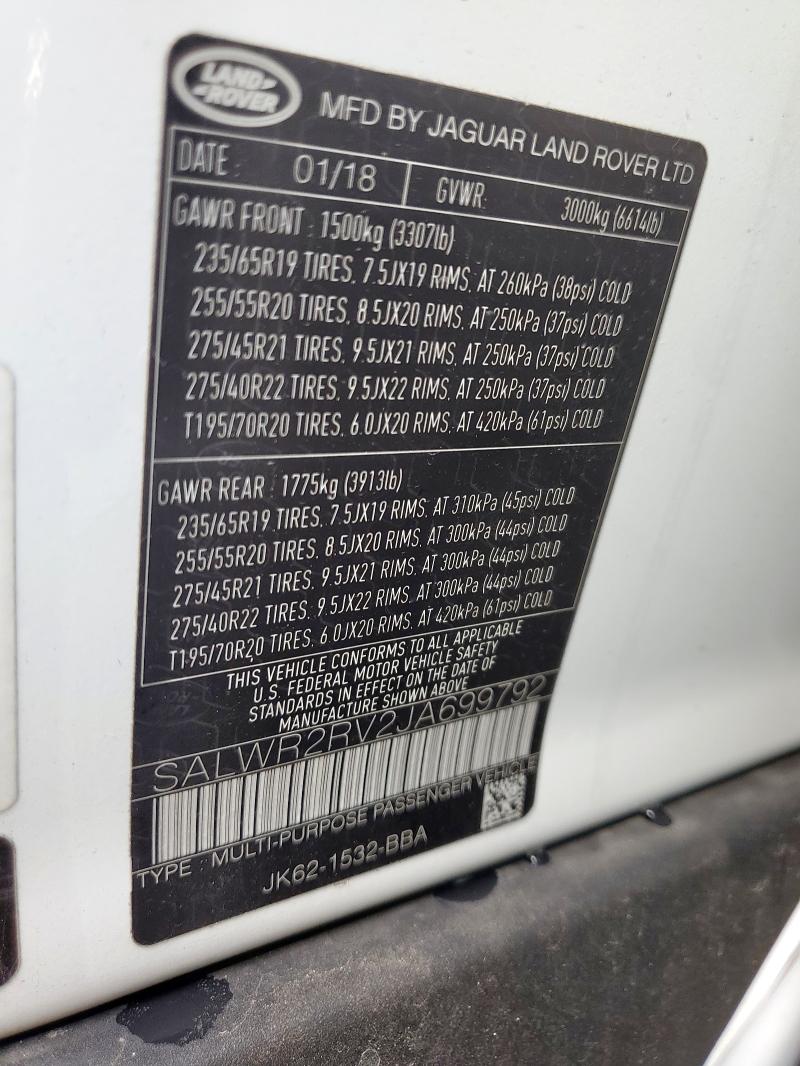 LAND ROVER
MFD BY JAGUAR LAND ROVER LTD
DATE 01/18 GVWR 3000kg (6614lb)
GAWR FRONT : 1500kg (3307lb)
235/65R19 TIRES, 7.5JX19 RIMS, AT 260kPa (38psi) COLD
255/55R20 TIRES, 8.5JX20 RIMS, AT 250kPa (37psi) COLD
275/45R21 TIRES, 9.5JX21 RIMS, AT 250kPa (37psi) COLD
275/40R22 TIRES, 9.5JX22 RIMS, AT 250kPa (37psi) COLD
T195/70R20 TIRES, 6.0JX20 RIMS, AT 420kPa (61psi) COLD
GAWR REAR : 1775kg (3913lb)
235/65R19 TIRES, 7.5JX19 RIMS, AT 310kPa (45psi) COLD
255/55R20 TIRES, 8.5JX20 RIMS, AT 300kPa (44psi) COLD
275/45R21 TIRES, 9.5JX21 RIMS, AT 300kPa (44psi) COLD
275/40R22 TIRES, 9.5JX22 RIMS, AT 300kPa (44psi) COLD
T195/70R20 TIRES, 6.0JX20 RIMS, AT 420kPa (61psi) COLD
THIS VEHICLE CONFORMS TO ALL APPLICABLE
U.S. FEDERAL MOTOR VEHICLE SAFETY
STANDARDS IN EFFECT ON THE DATE OF
MANUFACTURE SHOWN ABOVE
SALWR2RV2JA699792
TYPE : MULTI-PURPOSE PASSENGER VEHICLE
JK62-1532-BBA